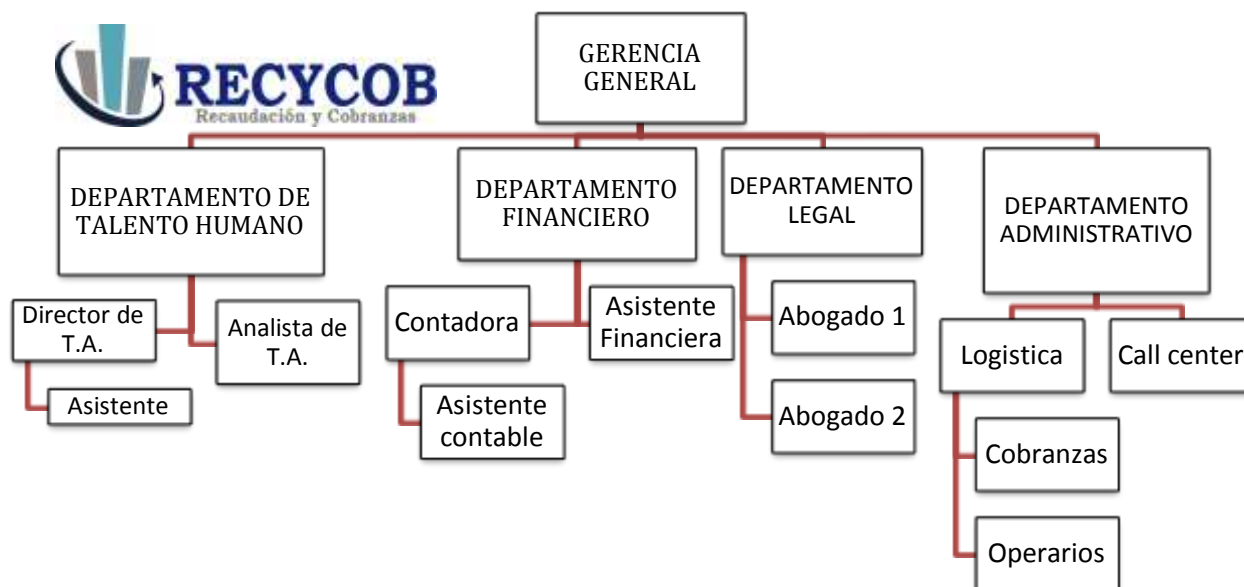 GERENCIA
GENERAL
RECYCOB
Recaudación y Cobranzas
DEPARTAMENTO DE
TALENTO HUMANO
DEPARTAMENTO
FINANCIERO
DEPARTAMENTO
LEGAL
DEPARTAMENTO
ADMINISTRATIVO
Director de
T.A.
Analista de
T.A.
Asistente
Contadora
Asistente
Financiera
Asistente
contable
Abogado 1
Abogado 2
Logistica
Call center
Cobranzas
Operarios